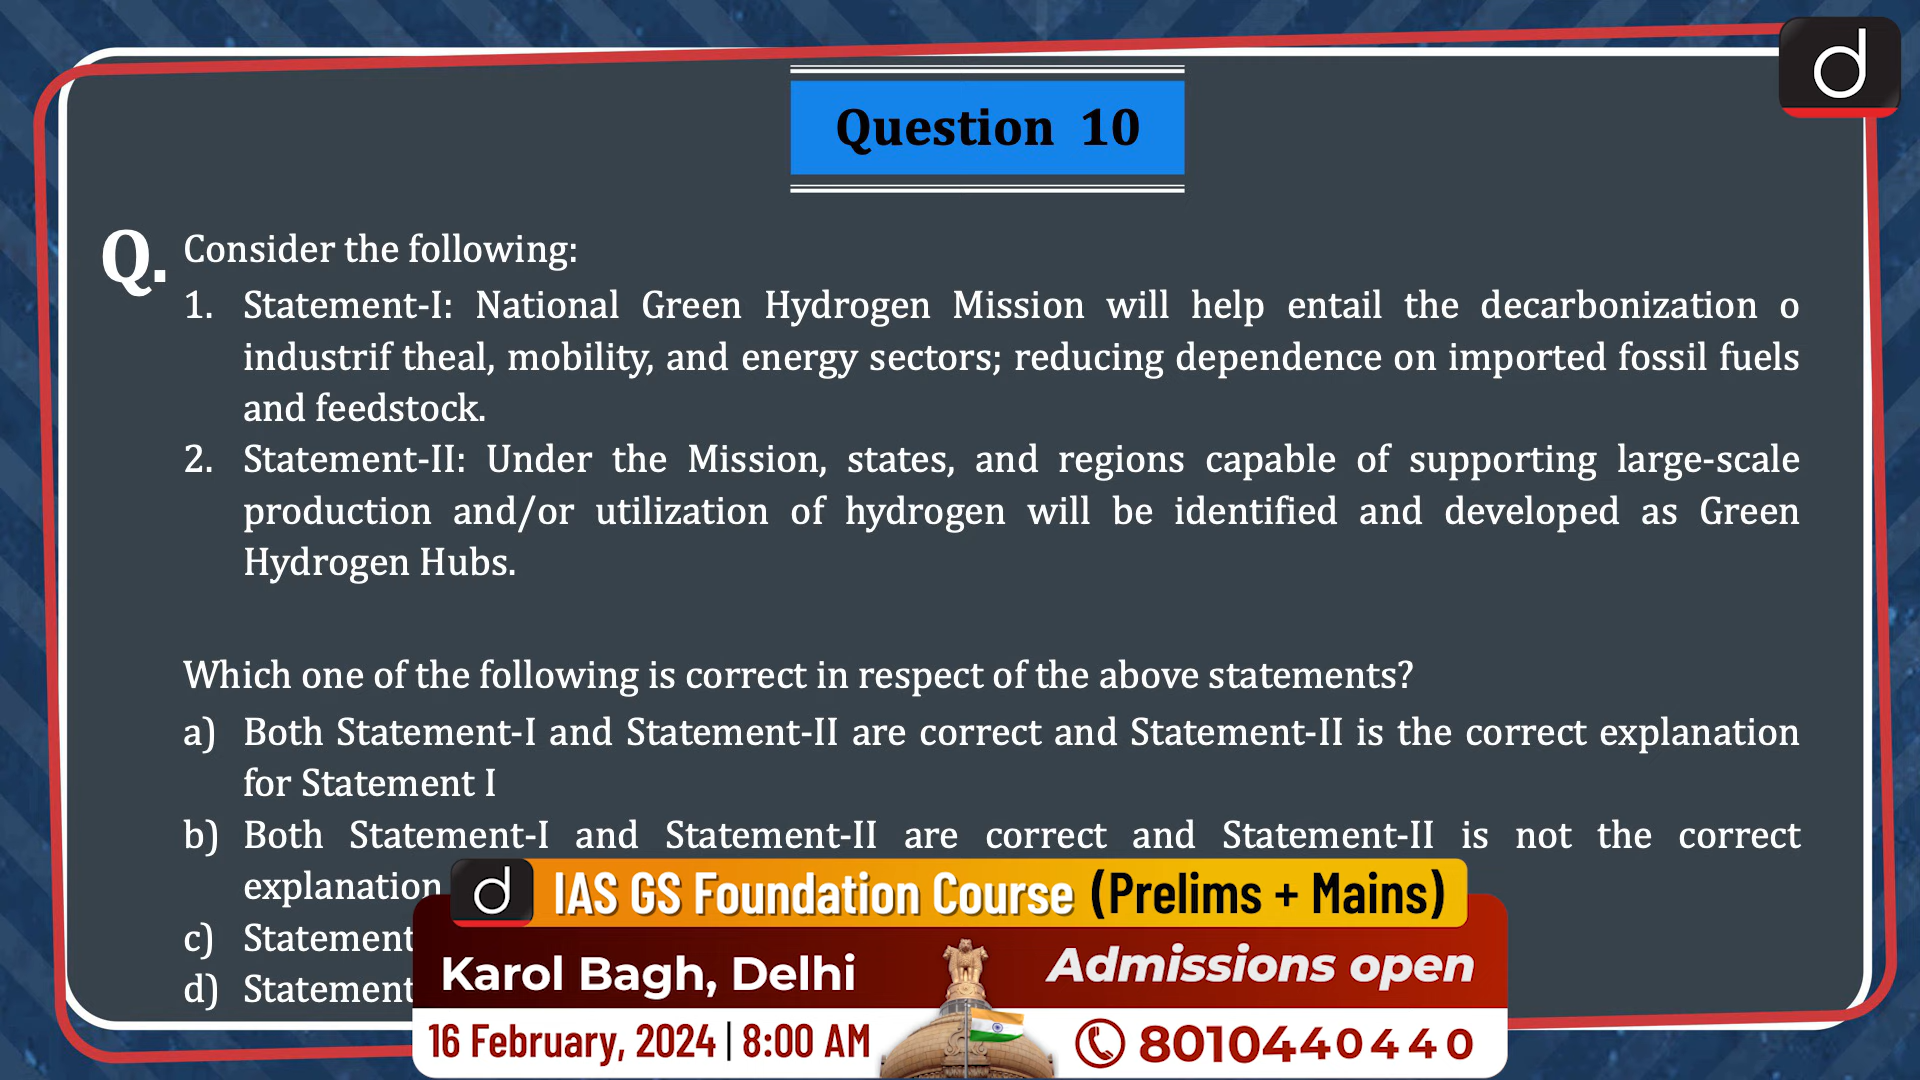 Question 10
Q. Consider the following:
1. Statement-I: National Green Hydrogen Mission will help entail the decarbonization o
industrif theal, mobility, and energy sectors; reducing dependence on imported fossil fuels
and feedstock.
2. Statement-II: Under the Mission, states, and regions capable of supporting large-scale
production and/or utilization of hydrogen will be identified and developed as Green
Hydrogen Hubs.
Which one of the following is correct in respect of the above statements?
a) Both Statement-I and Statement-II are correct and Statement-II is the correct explanation
for Statement I
b) Both Statement-I and Statement-II are correct and Statement-II is not the correct
explanation
c) Statement
d) Statement
d
d IAS GS Foundation Course (Prelims + Mains)
Karol Bagh, Delhi
Admissions open
16 February, 2024 | 8:00 AM
8010440440